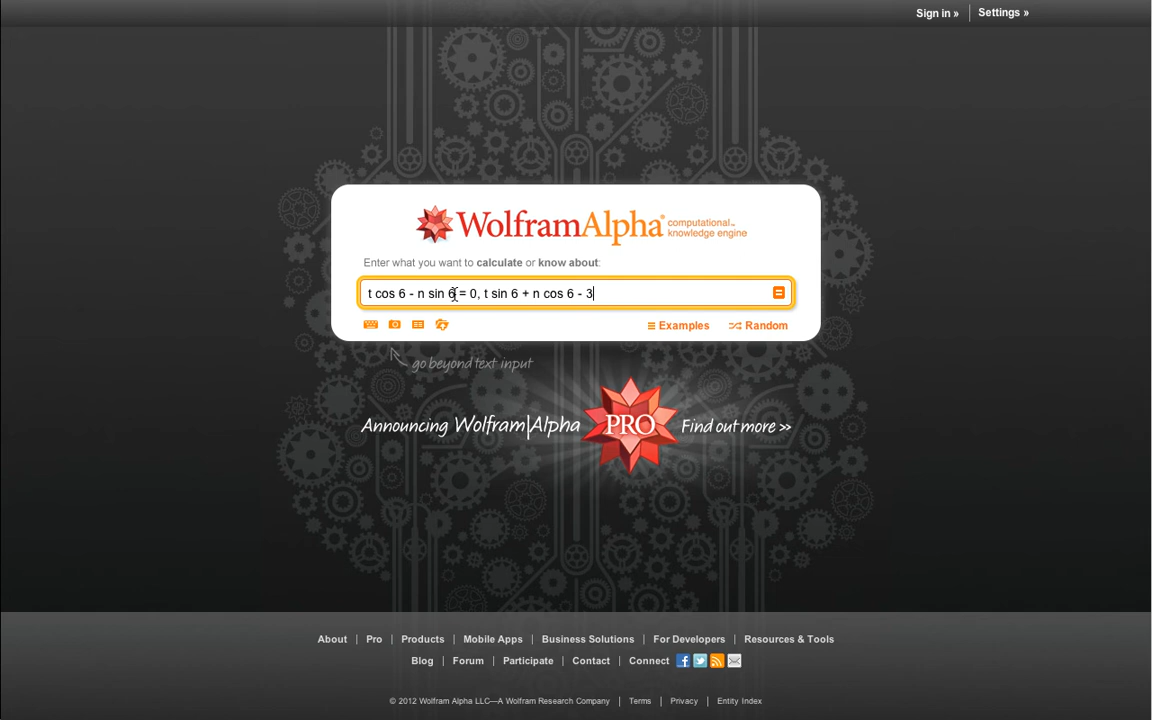 Sign in » Settings »
WolframAlpha® computational™ knowledge engine
Enter what you want to calculate or know about:
t cos 6 - n sin 6 = 0, t sin 6 + n cos 6 - 3
Examples Random
go beyond text input
Announcing Wolfram|Alpha PRO Find out more >>
About | Pro | Products | Mobile Apps | Business Solutions | For Developers | Resources & Tools
Blog | Forum | Participate | Contact | Connect
© 2012 Wolfram Alpha LLC—A Wolfram Research Company | Terms | Privacy | Entity Index